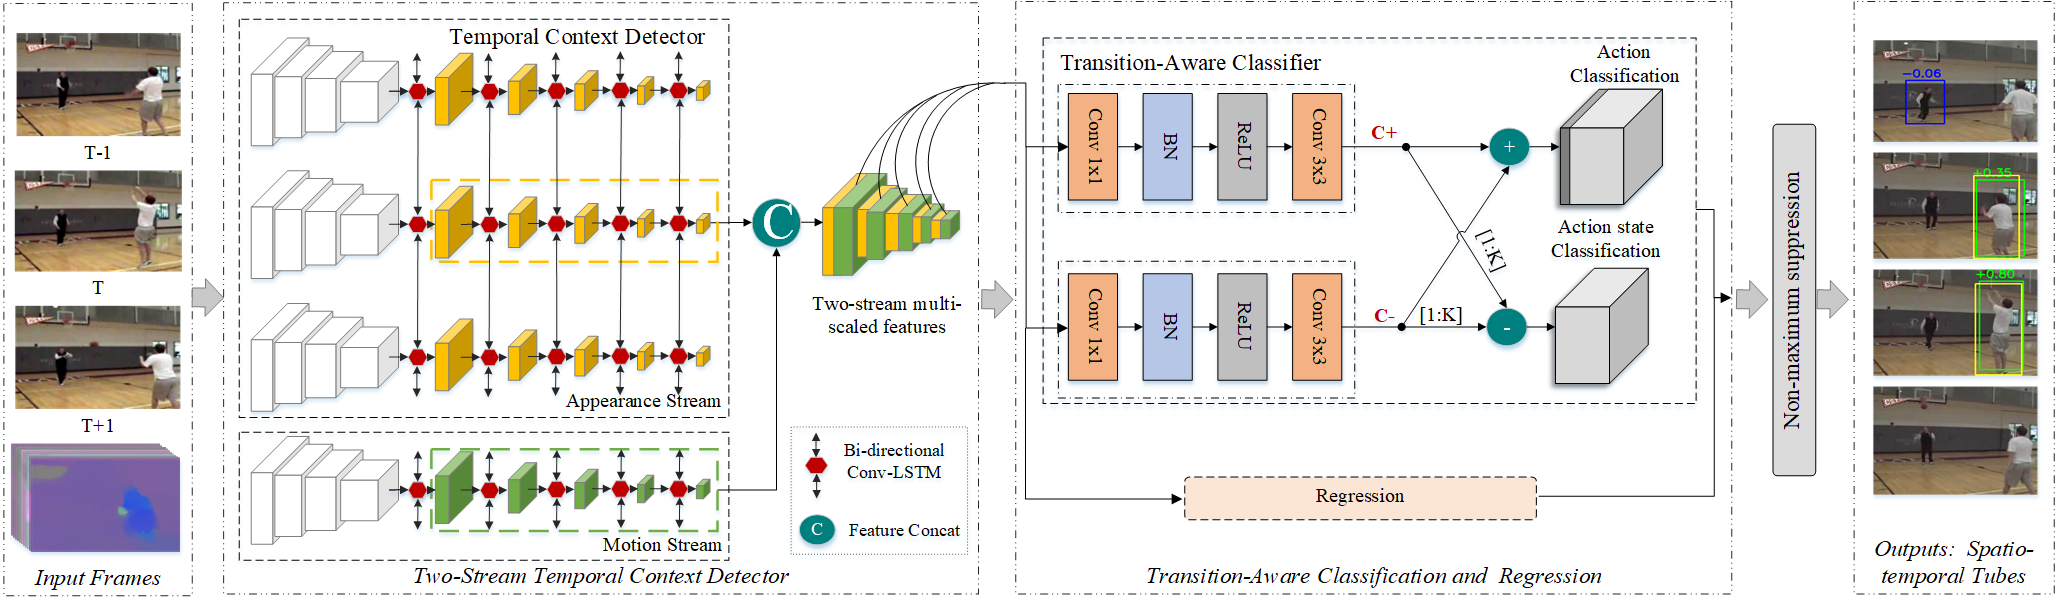 T-1
T
T+1
Input Frames
Temporal Context Detector
Appearance Stream
Motion Stream
C
Two-stream multi-
scaled features
Bi-directional
Conv-LSTM
C
Feature Concat
Two-Stream Temporal Context Detector
Transition-Aware Classifier
Conv 1x1
BN
ReLU
Conv 3x3
C+
+
Action
Classification
Conv 1x1
BN
ReLU
Conv 3x3
C-
[1:K]
[1:K]
-
Action state
Classification
Regression
Transition-Aware Classification and Regression
Non-maximum suppression
-0.06
+0.35
+0.80
Outputs: Spatio-
temporal Tubes